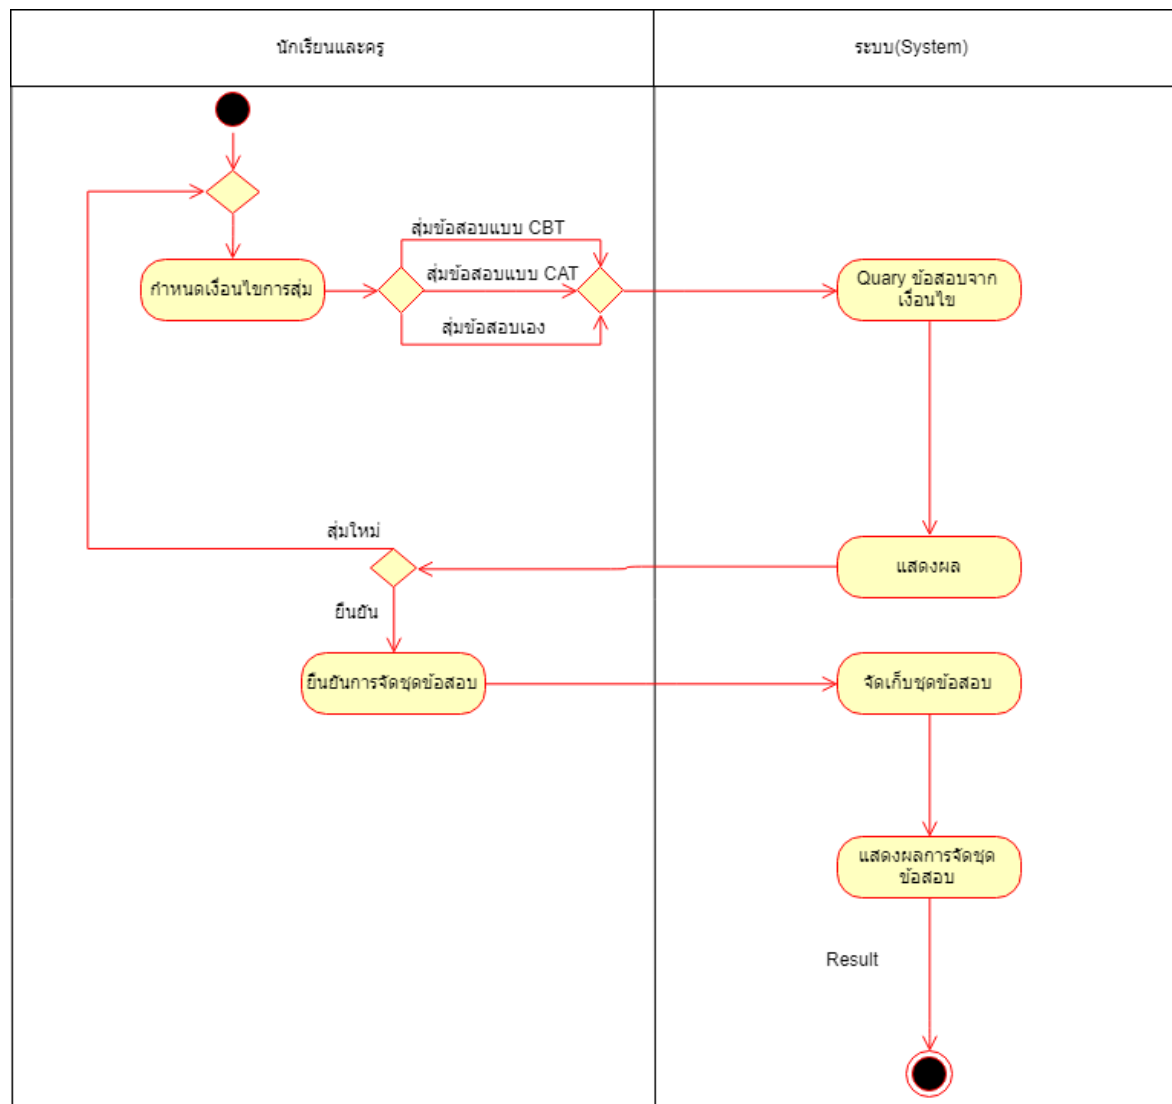 นักเรียนและครู
ระบบ(System)
สุ่มข้อสอบแบบ CBT
สุ่มข้อสอบแบบ CAT
กำหนดเงื่อนไขการสุ่ม
Quary ข้อสอบจาก
เงื่อนไข
สุ่มข้อสอบเอง
สุ่มใหม่
แสดงผล
ยืนยัน
ยืนยันการจัดชุดข้อสอบ
จัดเก็บชุดข้อสอบ
แสดงผลการจัดชุด
ข้อสอบ
Result